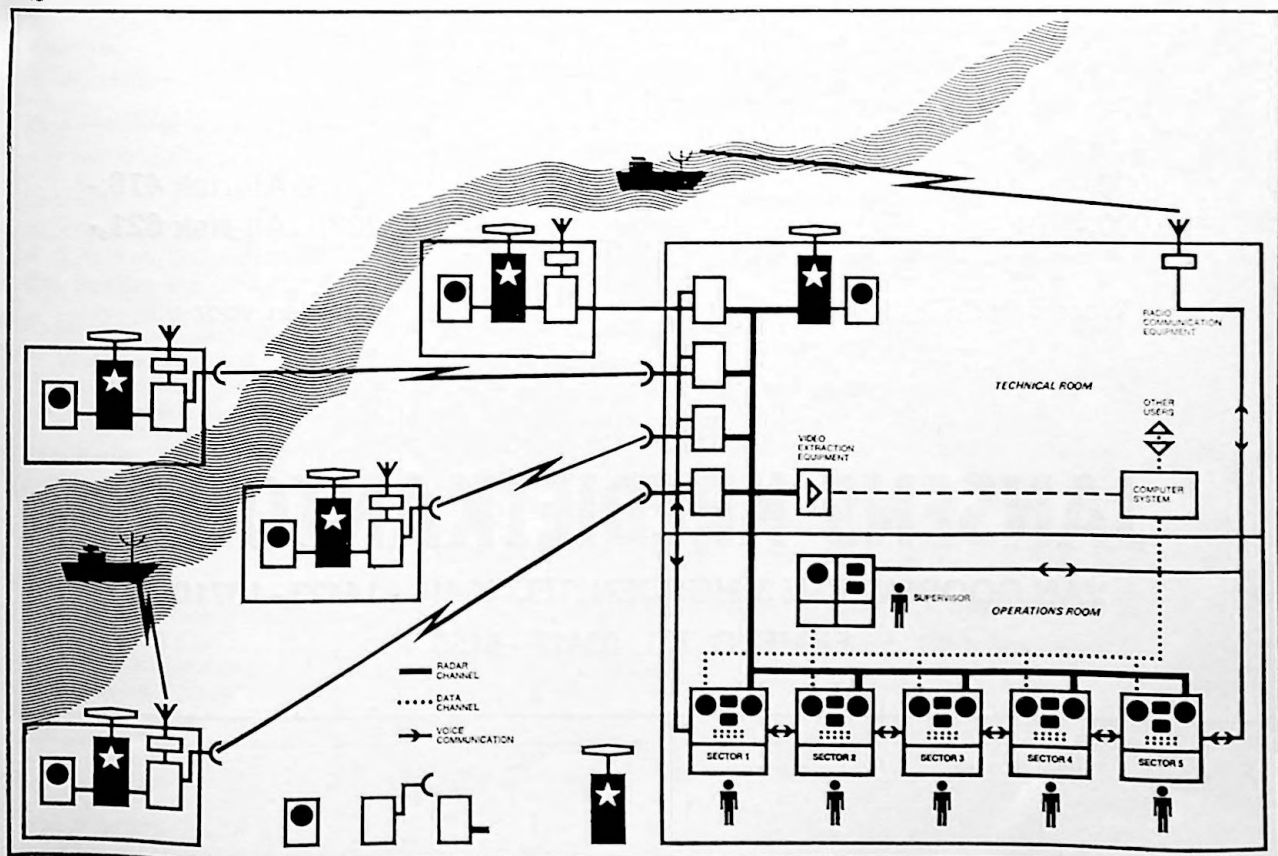 RADIO
COMMUNICATION
EQUIPMENT
TECHNICAL ROOM
OTHER
USERS
VIDEO
EXTRACTION
EQUIPMENT
COMPUTER
SYSTEM
SUPERVISOR
OPERATIONS ROOM
RADAR
CHANNEL
DATA
CHANNEL
VOICE
COMMUNICATION
SECTOR 1
SECTOR 2
SECTOR 3
SECTOR 4
SECTOR 5